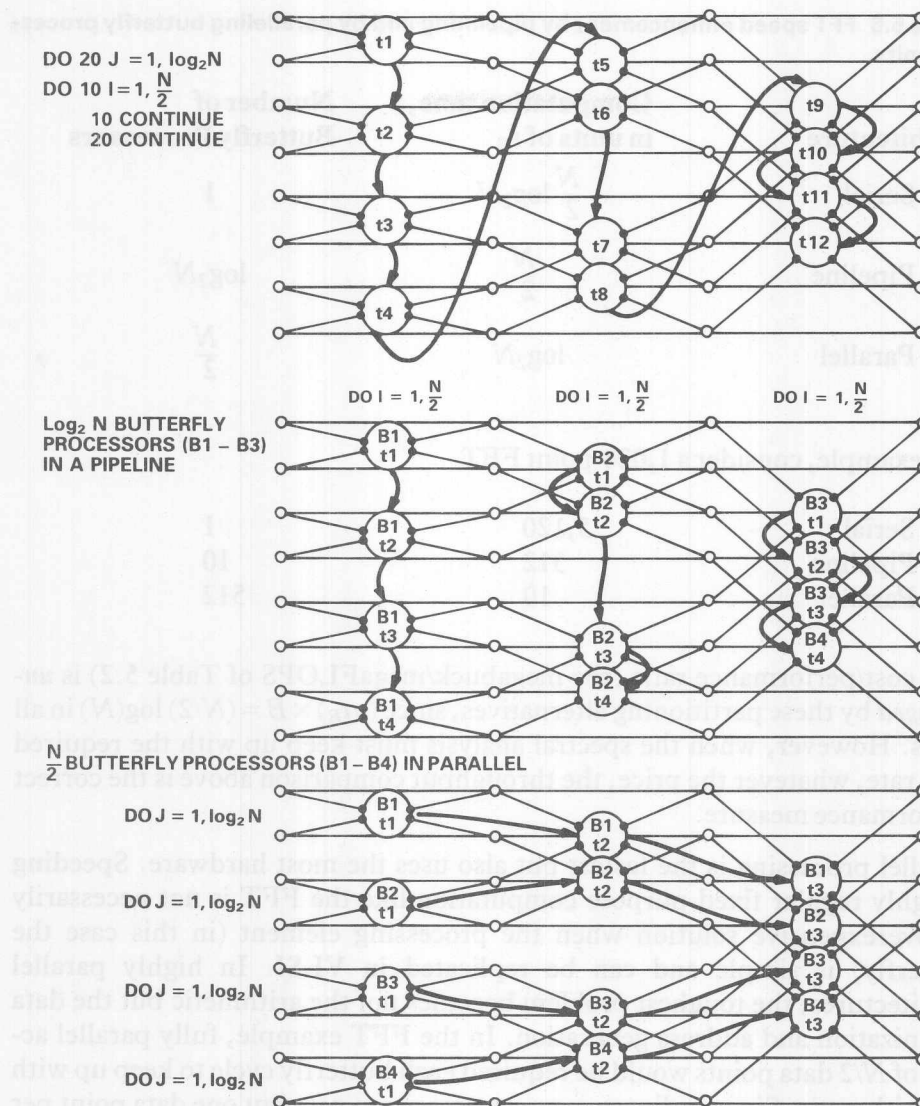 DO 20 J = 1, log₂N
DO 10 I = 1, N/2
10 CONTINUE
20 CONTINUE
t1
t2
t3
t4
t5
t6
t7
t8
t9
t10
t11
t12
DO I = 1, N/2
DO I = 1, N/2
DO I = 1, N/2
Log₂ N BUTTERFLY
PROCESSORS (B1 – B3)
IN A PIPELINE
B1
t1
B1
t2
B1
t3
B1
t4
B2
t1
B2
t2
B2
t3
B2
t4
B3
t1
B3
t2
B3
t3
B4
t4
N/2 BUTTERFLY PROCESSORS (B1 – B4) IN PARALLEL
DO J = 1, log₂N
DO J = 1, log₂N
DO J = 1, log₂N
DO J = 1, log₂N
B1
t1
B2
t1
B3
t1
B4
t1
B1
t2
B2
t2
B3
t2
B4
t2
B1
t3
B2
t3
B3
t3
B4
t3